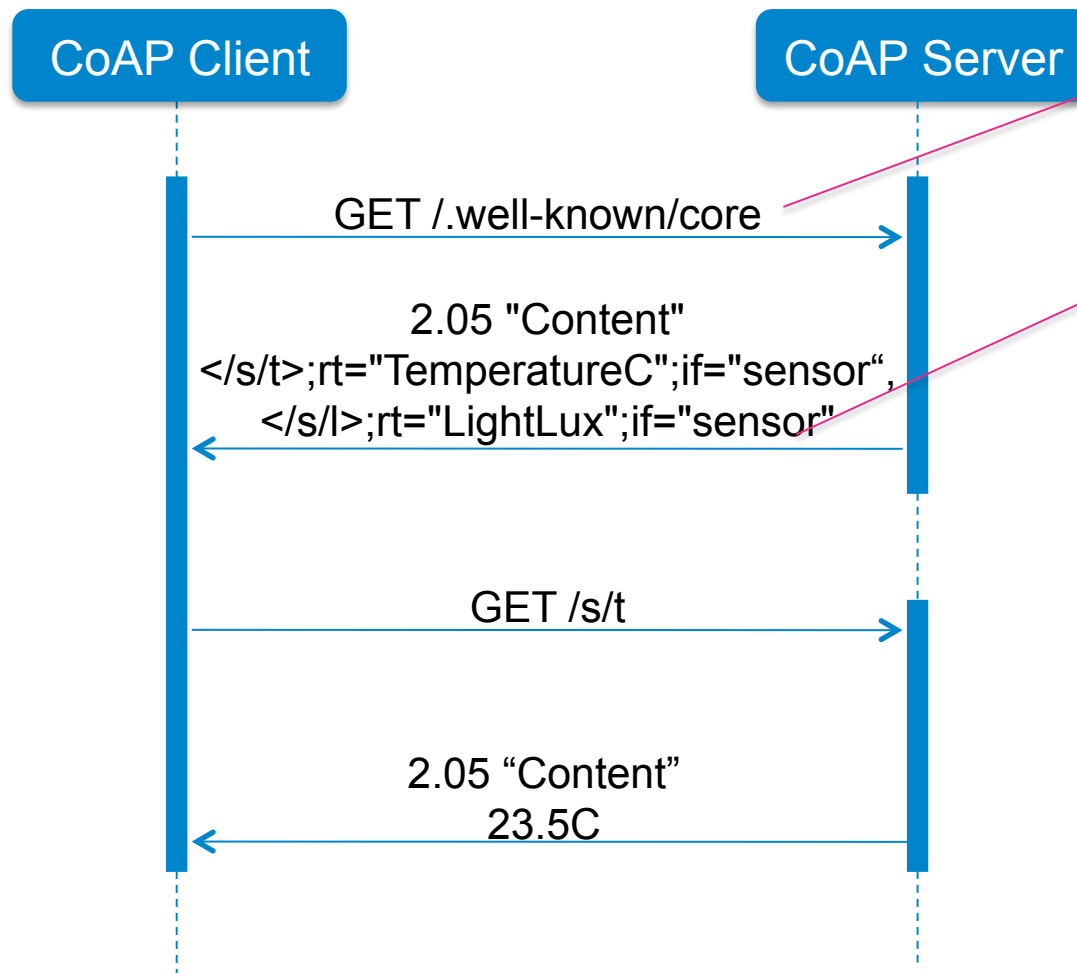 CoAP Client
CoAP Server
GET /.well-known/core
2.05 "Content"
</s/t>;rt="TemperatureC";if="sensor“,
</s/l>;rt="LightLux";if="sensor"
GET /s/t
2.05 “Content”
23.5C